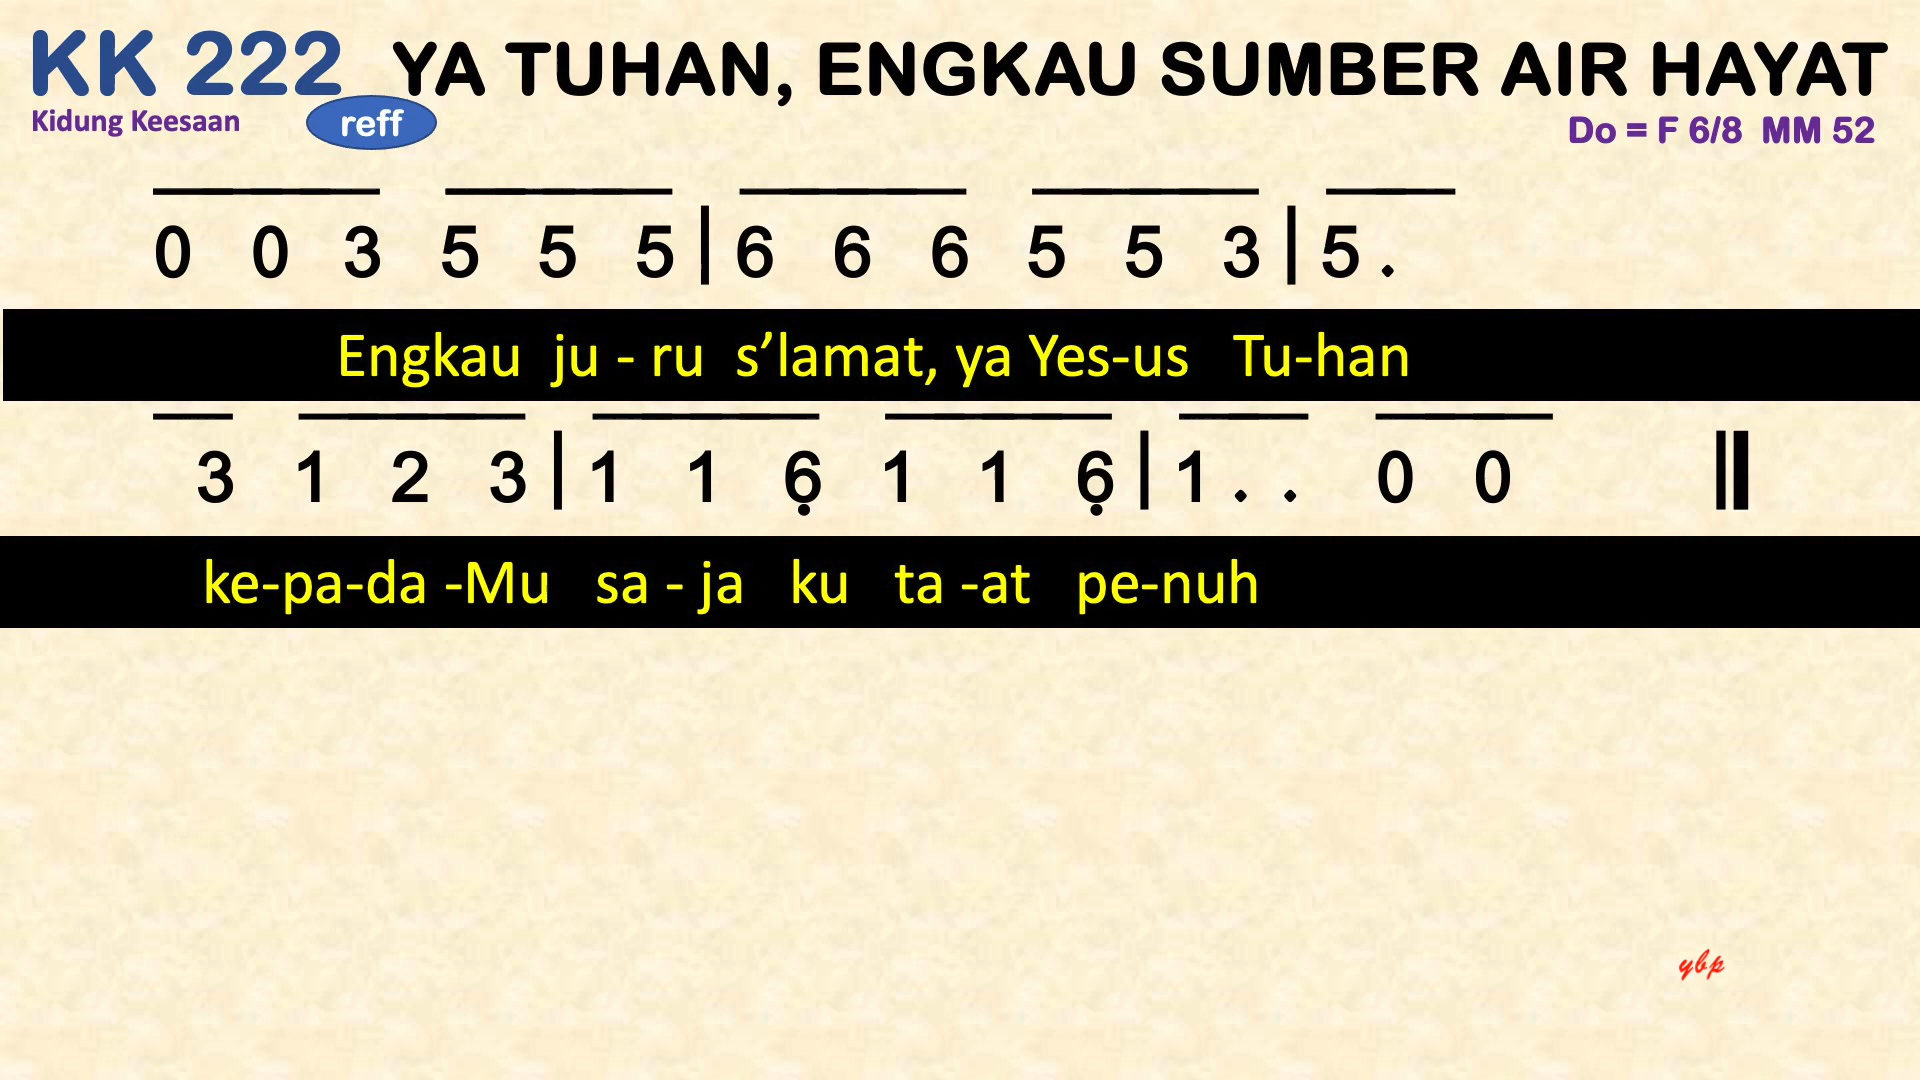 KK 222 YA TUHAN, ENGKAU SUMBER AIR HAYAT
Kidung Keesaan reff Do = F 6/8 MM 52
0 0 3 5 5 5 | 6 6 6 5 5 3 | 5 .
Engkau ju - ru s’lamat, ya Yes-us Tu-han
3 1 2 3 | 1 1 6̣ 1 1 6̣ | 1 . . 0 0 ||
ke-pa-da -Mu sa - ja ku ta -at pe-nuh
ybp